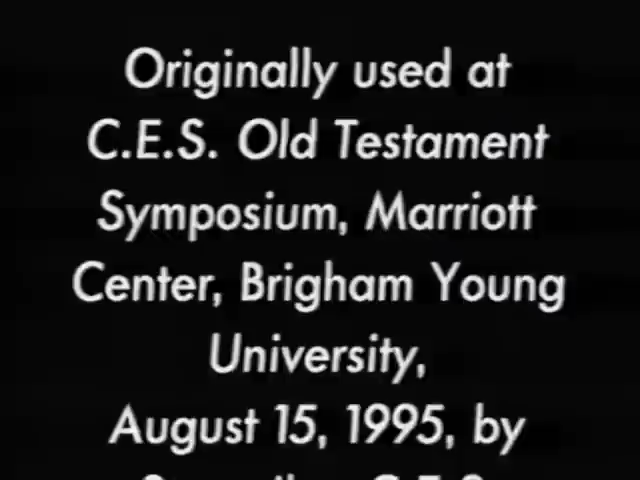 Originally used at
C.E.S. Old Testament
Symposium, Marriott
Center, Brigham Young
University,
August 15, 1995, by